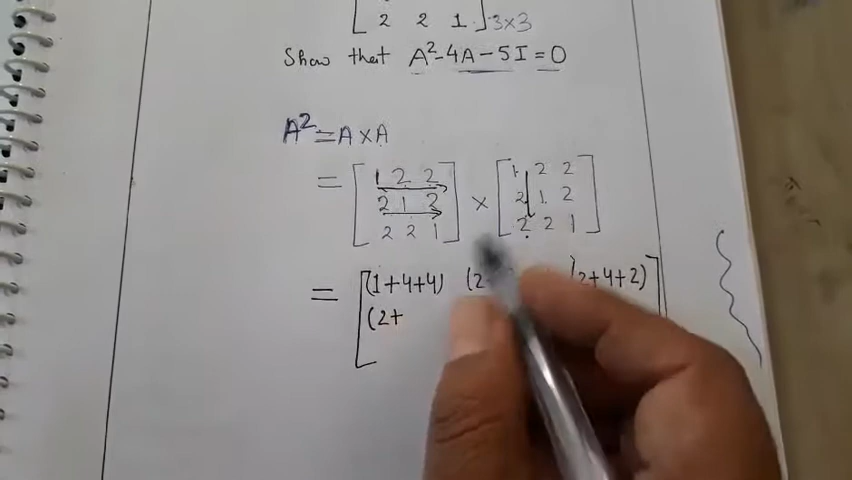 2 2 1 3×3
Show that A²-4A-5I=0
A²=A×A
= [1 2 2 × [1 2 2
2 1 2 2 1 2
2 2 1] 2 2 1]
= [(1+4+4) (2+ (2+4+2)
(2+ ]